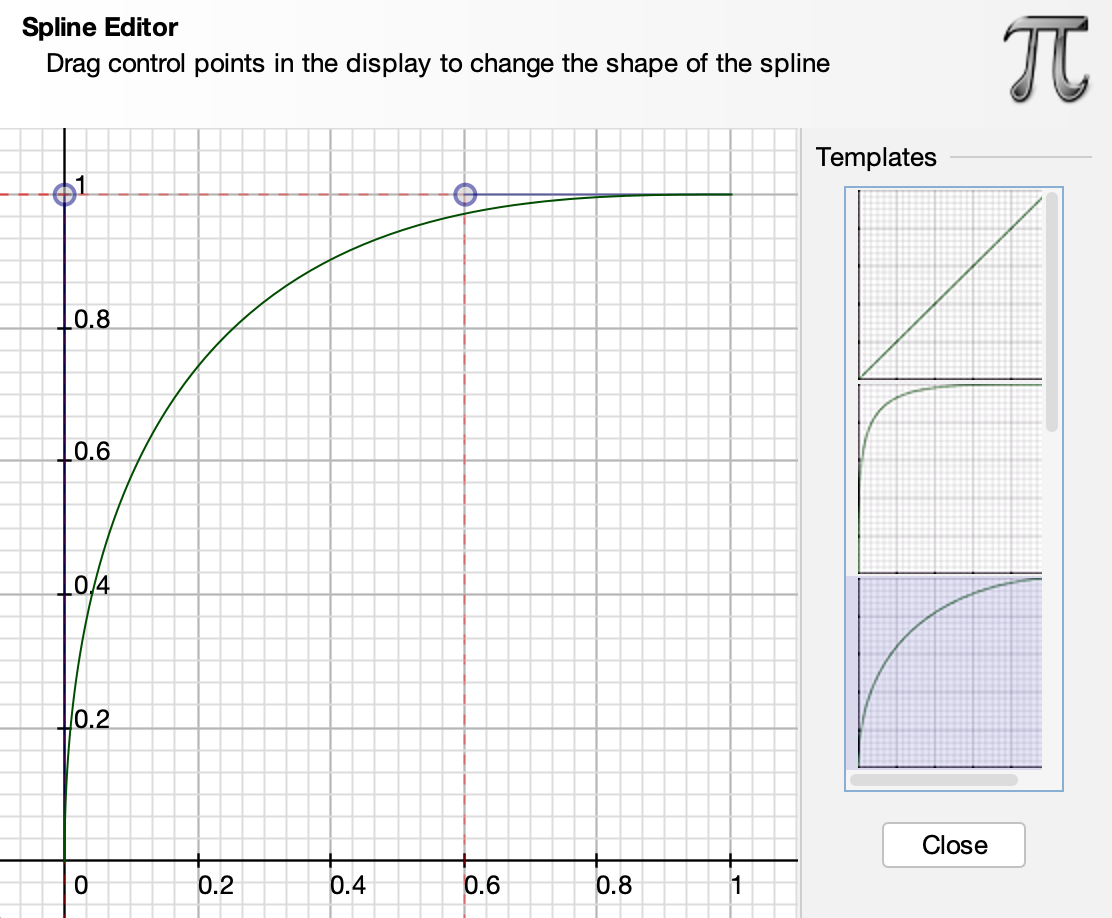 Spline Editor
Drag control points in the display to change the shape of the spline
π
Templates
1
0.8
0.6
0.4
0.2
0 0.2 0.4 0.6 0.8 1
Close